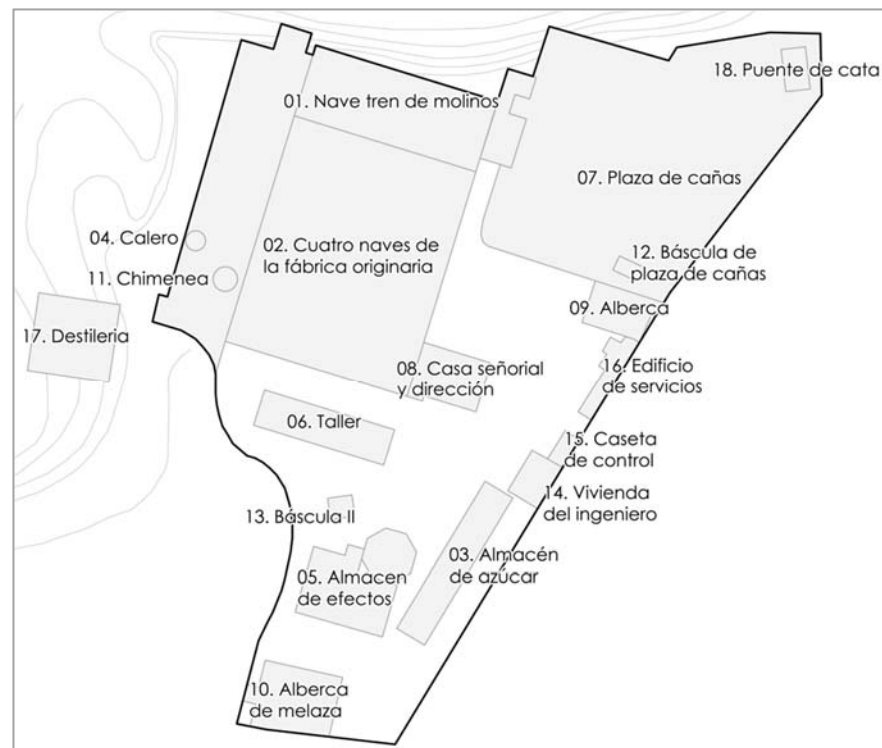 18. Puente de cata
01. Nave tren de molinos
07. Plaza de cañas
04. Calero
02. Cuatro naves de
la fábrica originaria
12. Báscula de
plaza de cañas
11. Chimenea
09. Alberca
17. Destileria
08. Casa señorial
y dirección
16. Edificio
de servicios
06. Taller
15. Caseta
de control
14. Vivienda
del ingeniero
13. Báscula II
03. Almacén
de azúcar
05. Almacen
de efectos
10. Alberca
de melaza